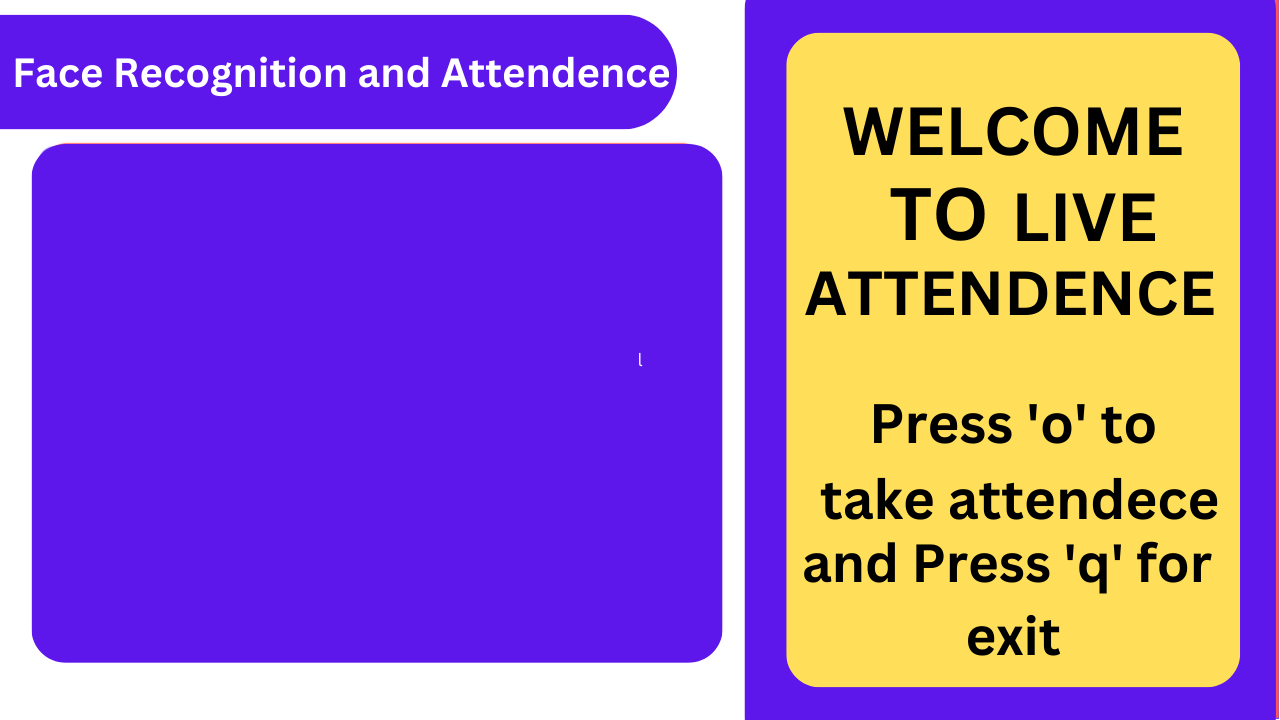 Face Recognition and Attendence
l
WELCOME
TO LIVE
ATTENDENCE
Press 'o' to
take attendece
and Press 'q' for
exit